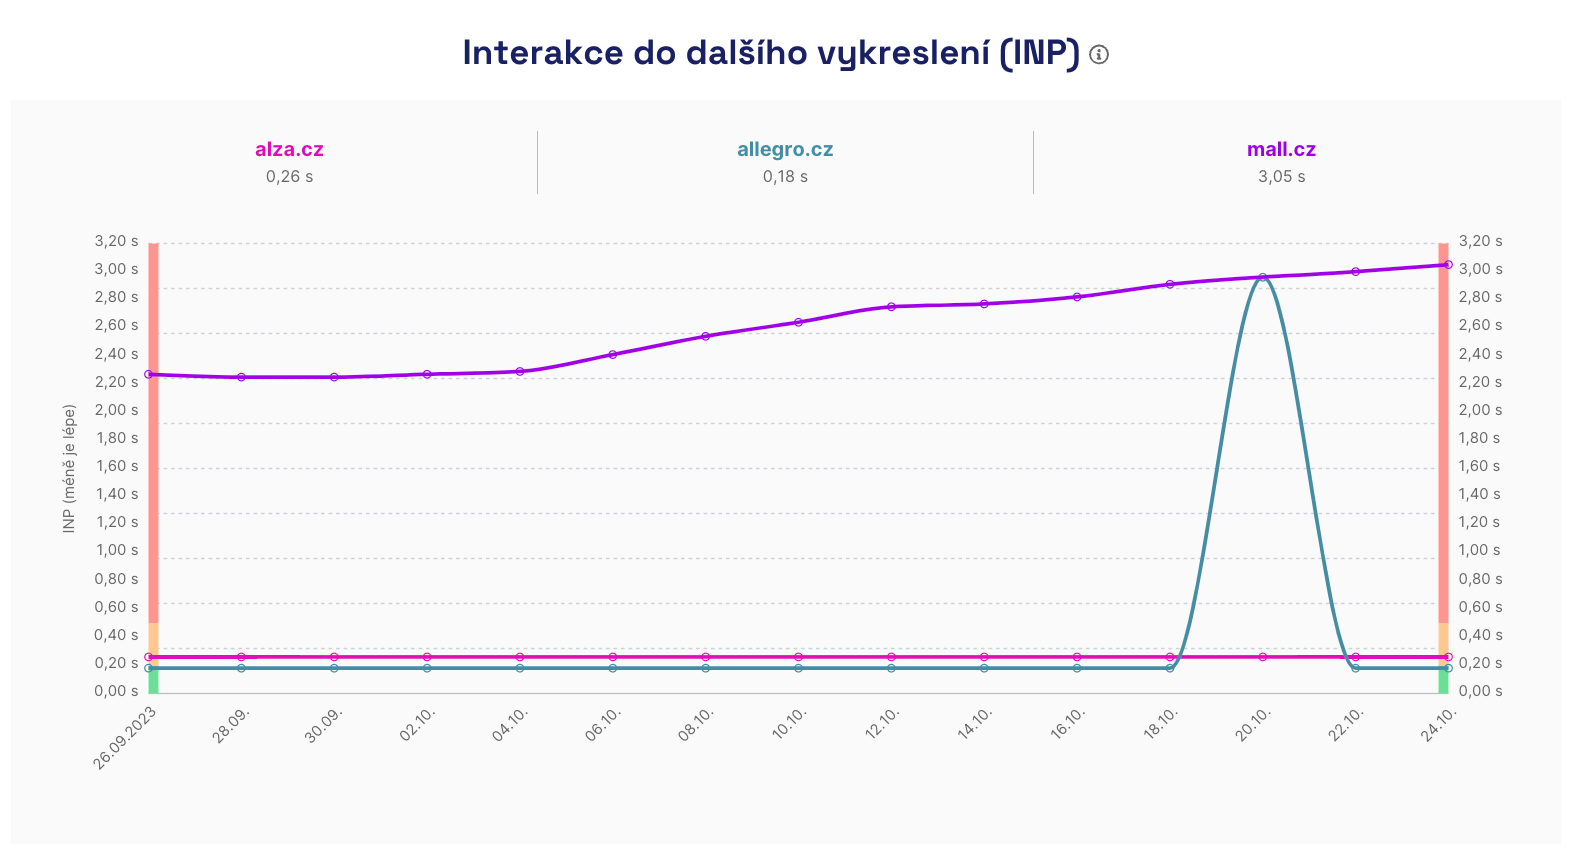 Interakce do dalšího vykreslení (INP)
alza.cz
0,26 s
allegro.cz
0,18 s
mall.cz
3,05 s
INP (méně je lépe)
3,20 s
3,00 s
2,80 s
2,60 s
2,40 s
2,20 s
2,00 s
1,80 s
1,60 s
1,40 s
1,20 s
1,00 s
0,80 s
0,60 s
0,40 s
0,20 s
0,00 s
3,20 s
3,00 s
2,80 s
2,60 s
2,40 s
2,20 s
2,00 s
1,80 s
1,60 s
1,40 s
1,20 s
1,00 s
0,80 s
0,60 s
0,40 s
0,20 s
0,00 s
26.09.2023
28.09.
30.09.
02.10.
04.10.
06.10.
08.10.
10.10.
12.10.
14.10.
16.10.
18.10.
20.10.
22.10.
24.10.